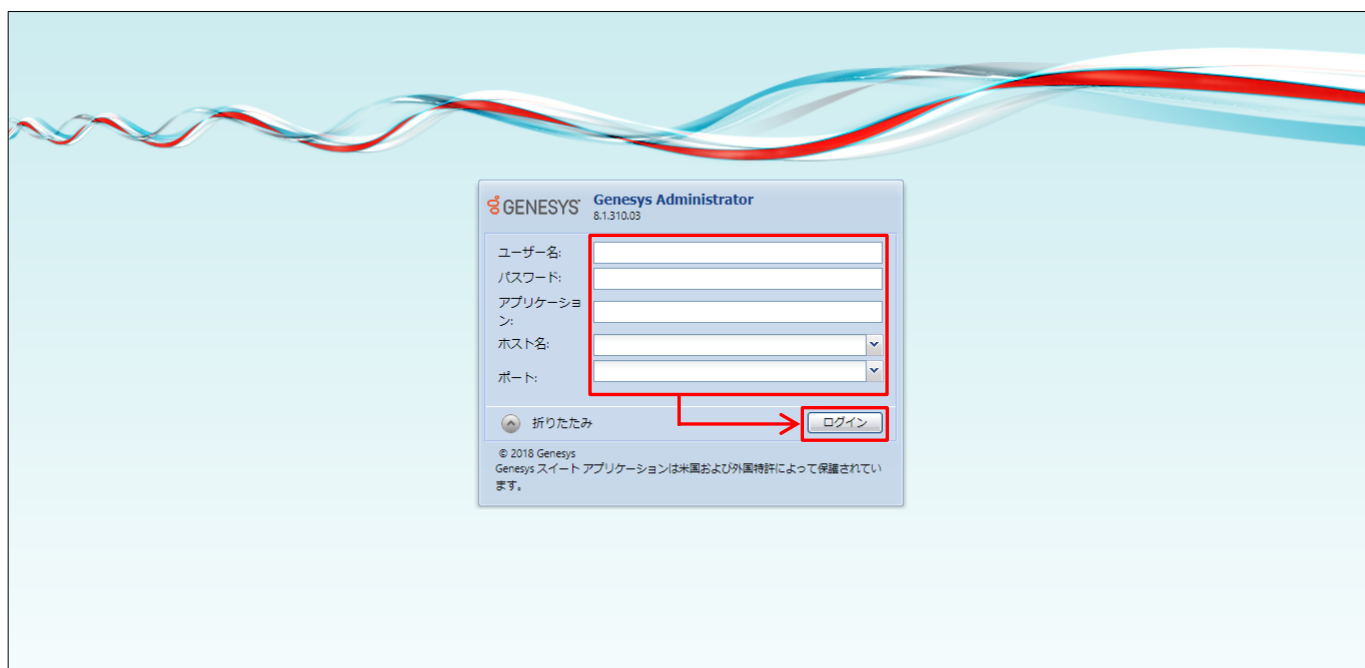 GENESYS
Genesys Administrator
8.1.310.03
ユーザー名:
パスワード:
アプリケーショ
ン:
ホスト名:
ポート:
折りたたみ
ログイン
© 2018 Genesys
Genesys スイート アプリケーションは米国および外国特許によって保護されてい
ます。